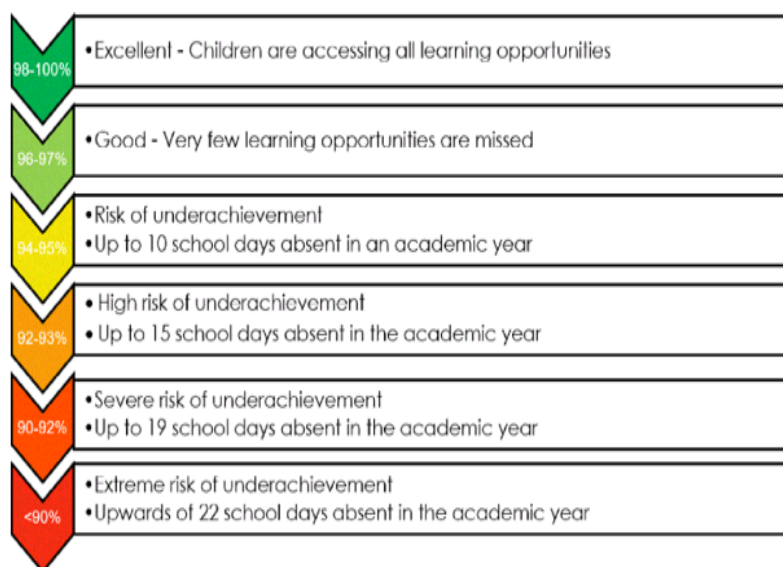 98-100%
•Excellent - Children are accessing all learning opportunities
96-97%
•Good - Very few learning opportunities are missed
94-95%
•Risk of underachievement
•Up to 10 school days absent in an academic year
92-93%
•High risk of underachievement
•Up to 15 school days absent in the academic year
90-92%
•Severe risk of underachievement
•Up to 19 school days absent in the academic year
<90%
•Extreme risk of underachievement
•Upwards of 22 school days absent in the academic year